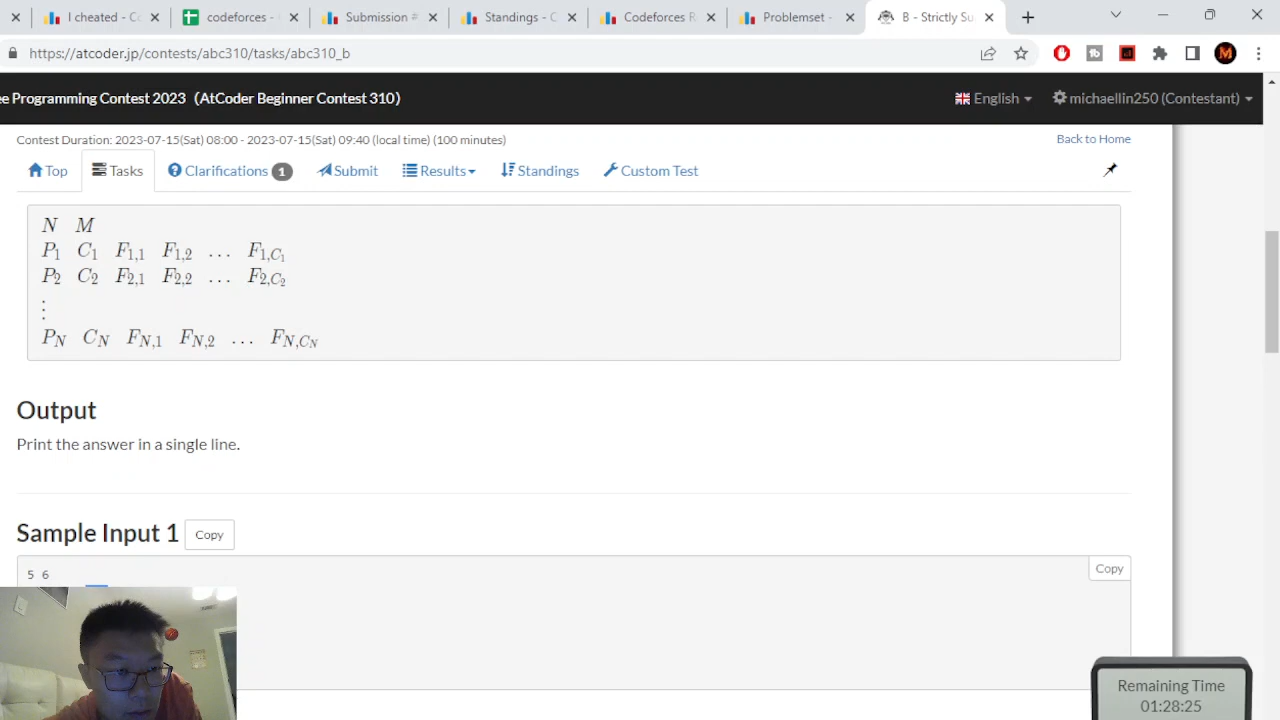 I cheated - Co
codeforces -
Submission #
Standings - C
Codeforces R
Problemset -
B - Strictly Su
https://atcoder.jp/contests/abc310/tasks/abc310_b
tb
M
ee Programming Contest 2023 (AtCoder Beginner Contest 310)
English
michaellin250 (Contestant)
Contest Duration: 2023-07-15(Sat) 08:00 - 2023-07-15(Sat) 09:40 (local time) (100 minutes)
Back to Home
Top
Tasks
Clarifications 1
Submit
Results
Standings
Custom Test
N M
P1 C1 F1,1 F1,2 … F1,C1
P2 C2 F2,1 F2,2 … F2,C2
⋮
PN CN FN,1 FN,2 … FN,CN
Output
Print the answer in a single line.
Sample Input 1
Copy
5 6
Copy
Remaining Time
01:28:25